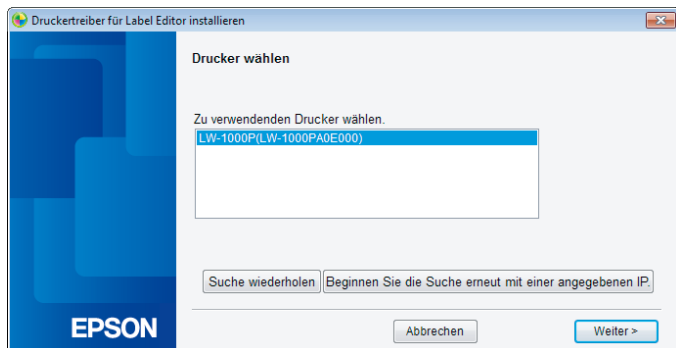 Druckertreiber für Label Editor installieren
Drucker wählen
Zu verwendenden Drucker wählen.
LW-1000P(LW-1000PA0E000)
Suche wiederholen
Beginnen Sie die Suche erneut mit einer angegebenen IP.
EPSON
Abbrechen
Weiter >